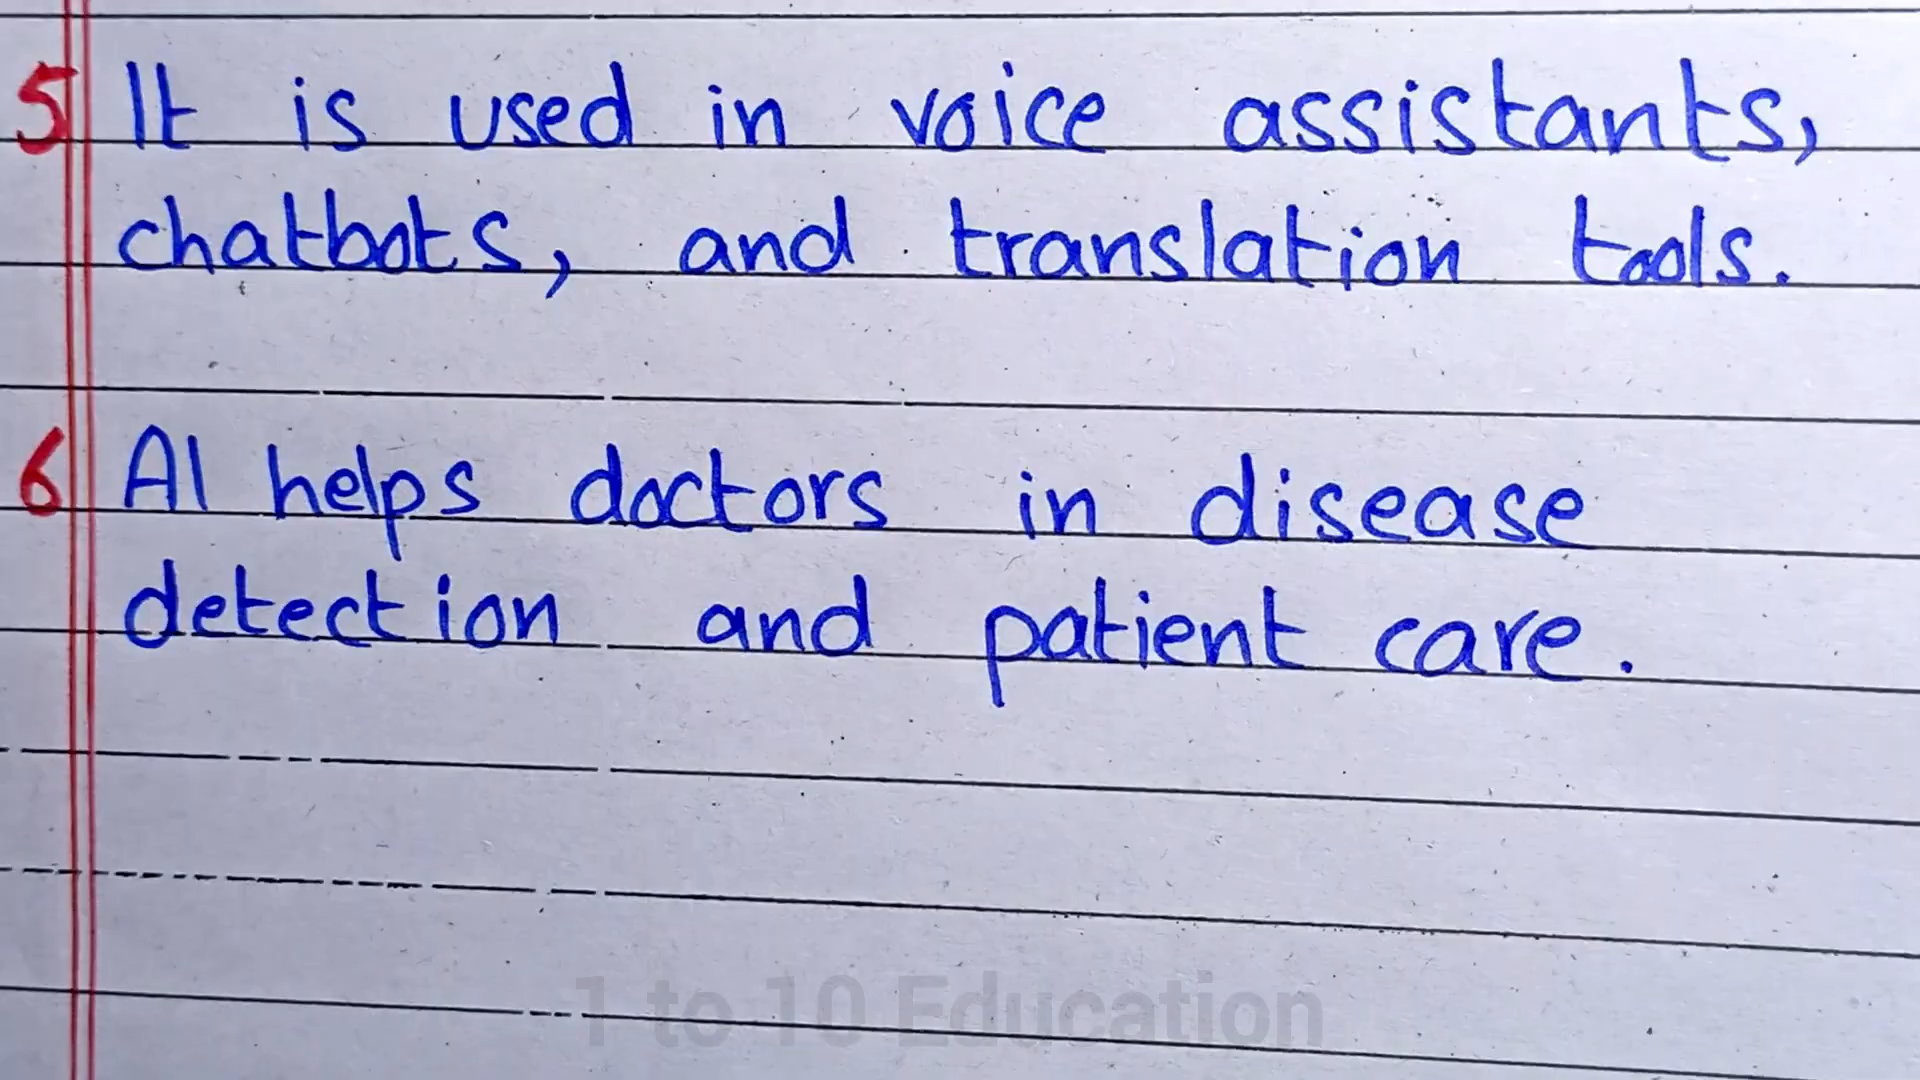 5 It is used in voice assistants,
chatbots, and translation tools.
6 AI helps doctors in disease
detection and patient care.
1 to 10 Education